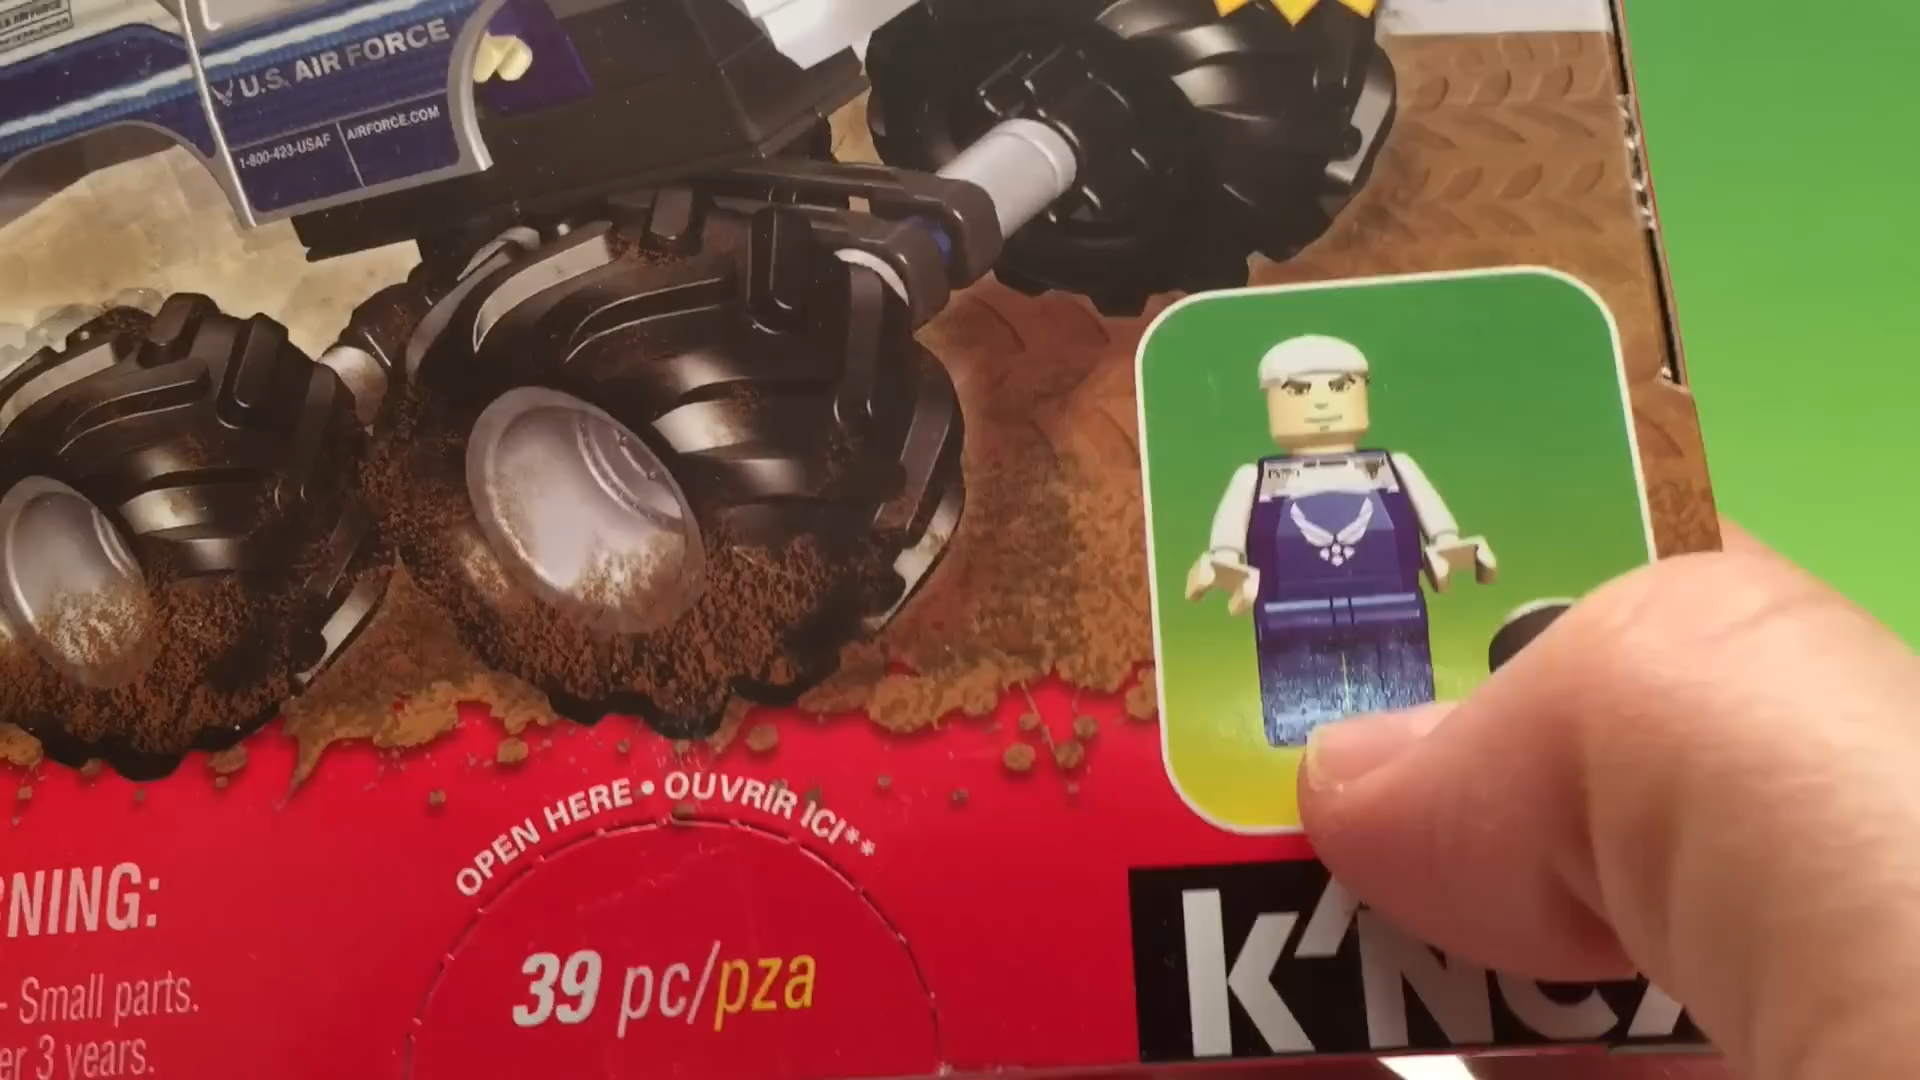 U.S. AIR FORCE
1-800-423-USAF
AIRFORCE.COM
OPEN HERE • OUVRIR ICI**
39 pc/pza
NING:
- Small parts.
er 3 years.
K'NEX